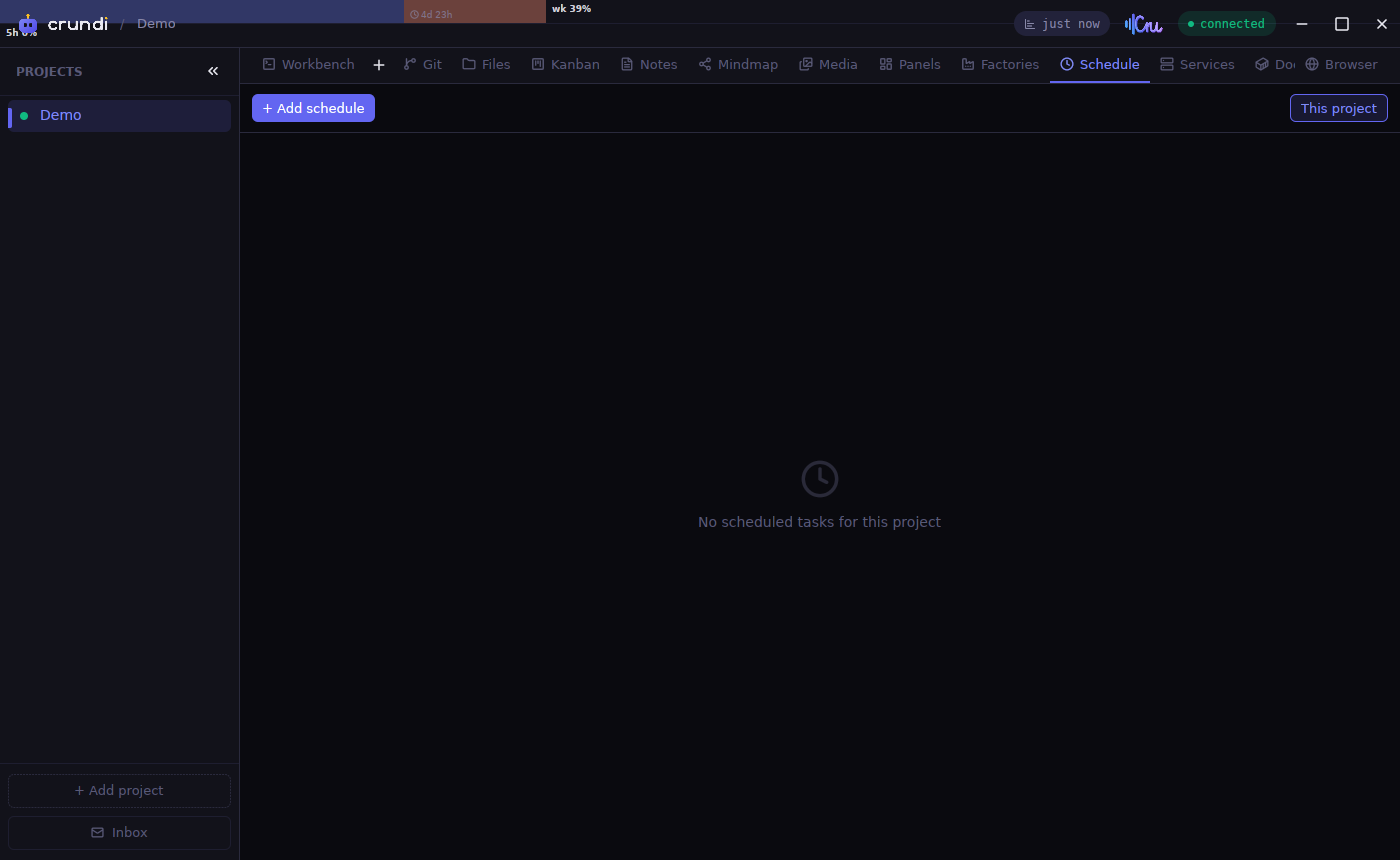 4d 23h
wk 39%
5h 0%
crundi / Demo
just now
Cru
connected
PROJECTS
Workbench
Git
Files
Kanban
Notes
Mindmap
Media
Panels
Factories
Schedule
Services
Browser
Demo
+ Add schedule
This project
No scheduled tasks for this project
+ Add project
Inbox